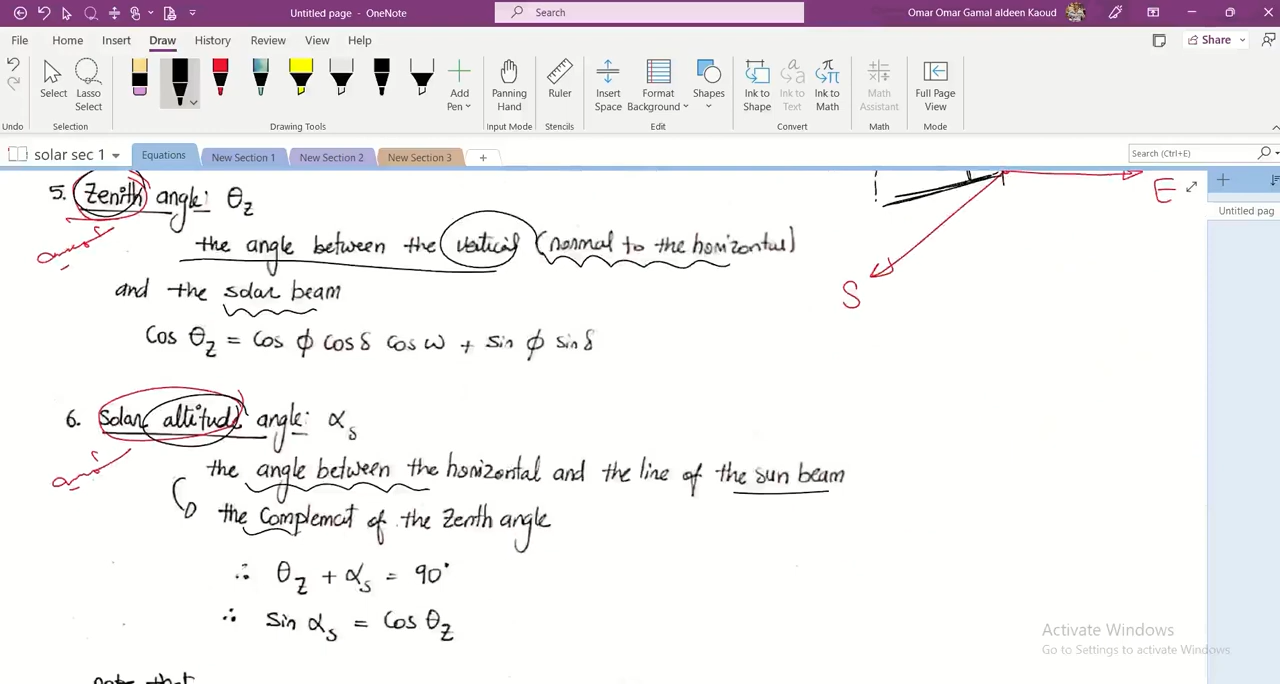 Untitled page - OneNote
Search
Omar Omar Gamal aldeen Kaoud
File Home Insert Draw History Review View Help
Share
Undo
Select
Lasso Select
Add Pen
Panning Hand
Ruler
Insert Space
Format Background
Shapes
Ink to Shape
Ink to Text
Ink to Math
Math Assistant
Full Page View
Selection
Drawing Tools
Input Mode
Stencils
Edit
Convert
Math
Mode
solar sec 1
Equations
New Section 1
New Section 2
New Section 3
Search (Ctrl+E)
Untitled pag
E
S
5. Zenith angle: θz
the angle between the vertical (normal to the horizontal)
and the solar beam
Cos θz = cos φ cos δ cos ω + sin φ sin δ
6. Solar altitude angle: αs
the angle between the horizontal and the line of the sun beam
the complemat of the Zenth angle
∴ θz + αs = 90°
∴ sin αs = cos θz
note that
Activate Windows
Go to Settings to activate Windows.